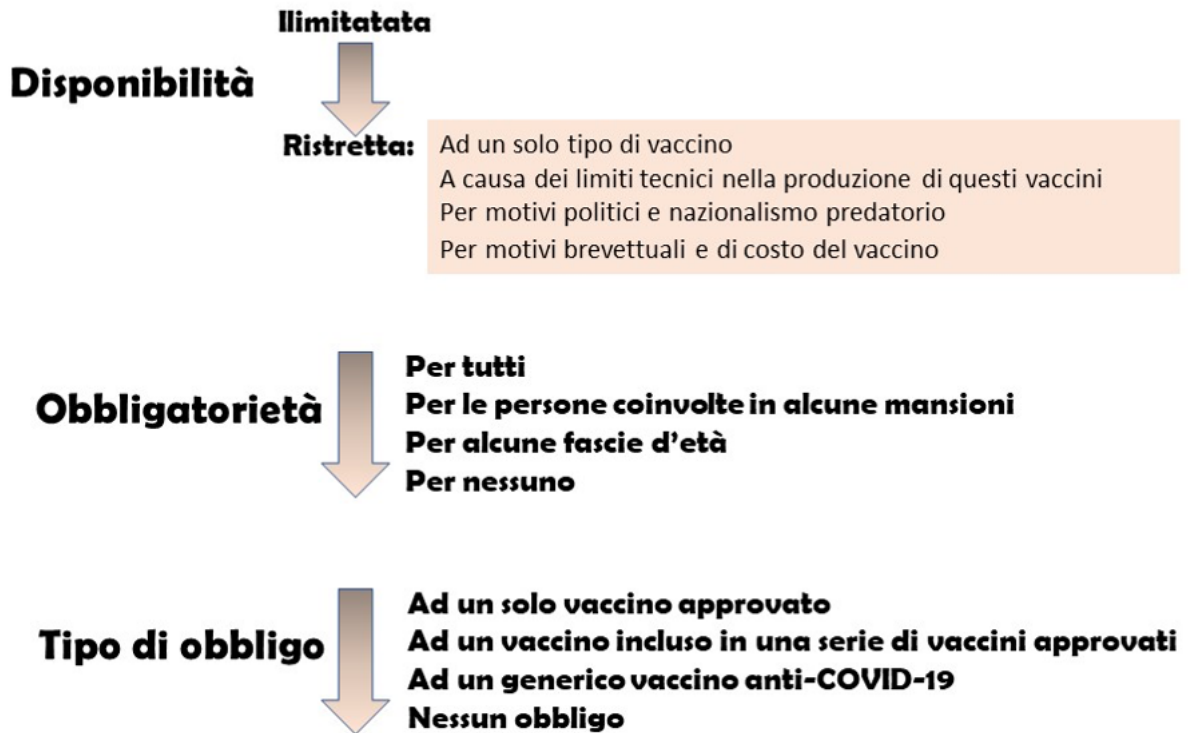 Ilimitatata
Disponibilità
Ristretta:
Ad un solo tipo di vaccino
A causa dei limiti tecnici nella produzione di questi vaccini
Per motivi politici e nazionalismo predatorio
Per motivi brevettuali e di costo del vaccino
Obbligatorietà
Per tutti
Per le persone coinvolte in alcune mansioni
Per alcune fascie d'età
Per nessuno
Tipo di obbligo
Ad un solo vaccino approvato
Ad un vaccino incluso in una serie di vaccini approvati
Ad un generico vaccino anti-COVID-19
Nessun obbligo